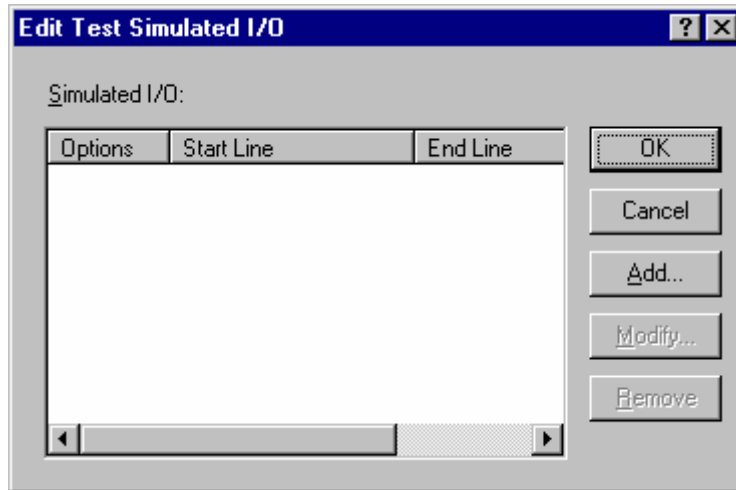 Edit Test Simulated I/O
Simulated I/O:
Options Start Line End Line
OK
Cancel
Add...
Modify...
Remove